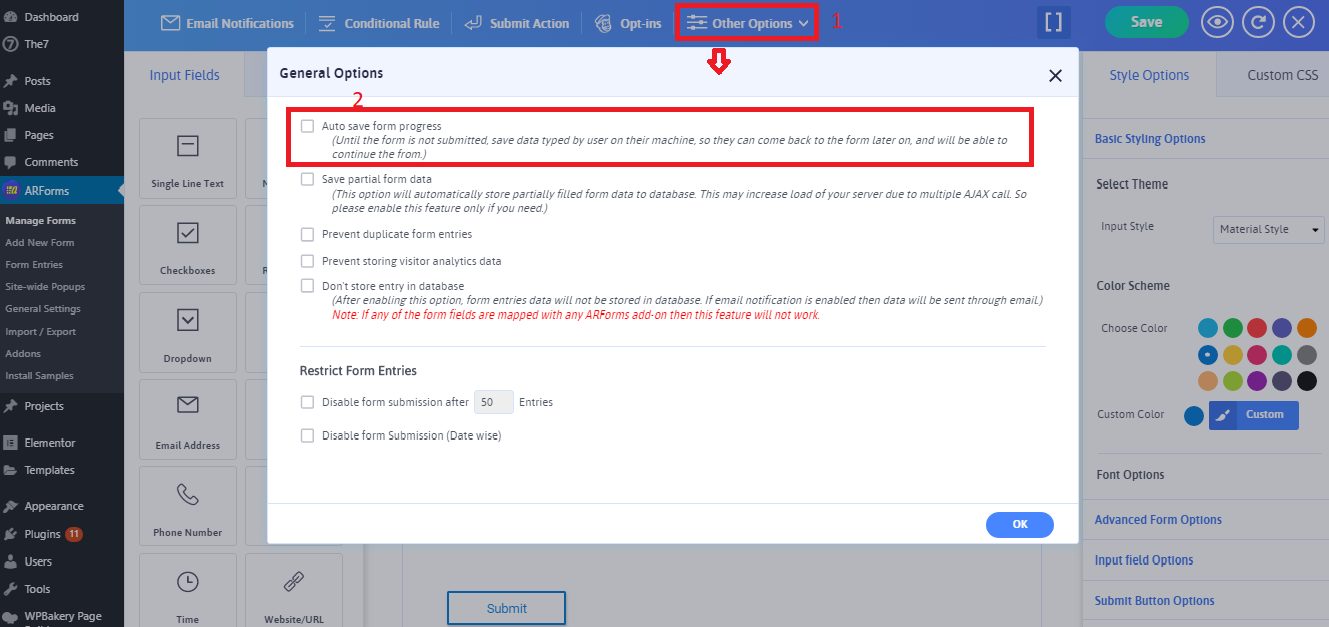 Dashboard
The7
Posts
Media
Pages
Comments
ARForms
Manage Forms
Add New Form
Form Entries
Site-wide Popups
General Settings
Import / Export
Addons
Install Samples
Projects
Elementor
Templates
Appearance
Plugins 11
Users
Tools
WPBakery Page
Email Notifications
Conditional Rule
Submit Action
Opt-ins
Other Options
1
[ ]
Save
Input Fields
Single Line Text
Checkboxes
Dropdown
Email Address
Phone Number
Time
Website/URL
General Options
2
Auto save form progress
(Until the form is not submitted, save data typed by user on their machine, so they can come back to the form later on, and will be able to
continue the from.)
Save partial form data
(This option will automatically store partially filled form data to database. This may increase load of your server due to multiple AJAX call. So
please enable this feature only if you need.)
Prevent duplicate form entries
Prevent storing visitor analytics data
Don't store entry in database
(After enabling this option, form entries data will not be stored in database. If email notification is enabled then data will be sent through email.)
Note: If any of the form fields are mapped with any ARForms add-on then this feature will not work.
Restrict Form Entries
Disable form submission after 50 Entries
Disable form Submission (Date wise)
OK
Submit
Style Options
Custom CSS
Basic Styling Options
Select Theme
Input Style
Material Style
Color Scheme
Choose Color
Custom Color
Custom
Font Options
Advanced Form Options
Input field Options
Submit Button Options